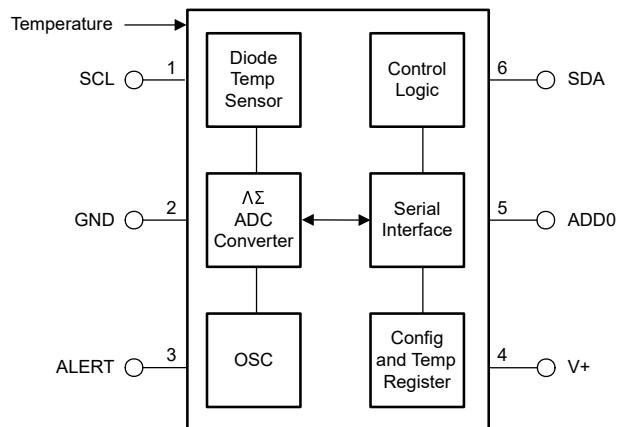 Temperature
SCL
1
Diode
Temp
Sensor
Control
Logic
6
SDA
GND
2
ΛΣ
ADC
Converter
Serial
Interface
5
ADD0
ALERT
3
OSC
Config
and Temp
Register
4
V+